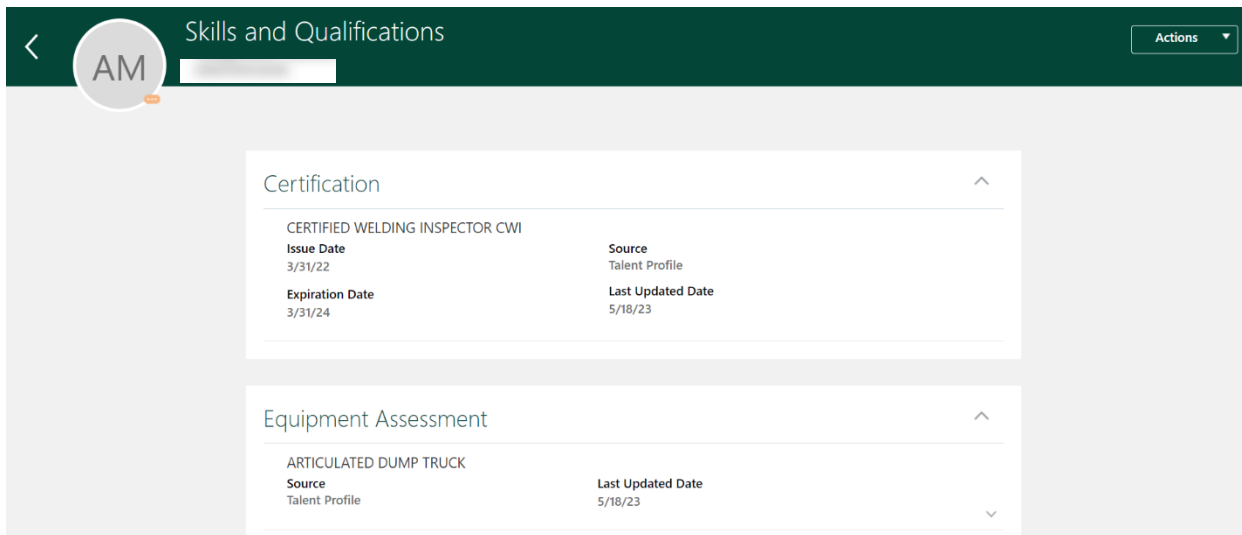 Skills and Qualifications
Actions
AM
Certification
CERTIFIED WELDING INSPECTOR CWI
Issue Date
3/31/22
Source
Talent Profile
Expiration Date
3/31/24
Last Updated Date
5/18/23
Equipment Assessment
ARTICULATED DUMP TRUCK
Source
Talent Profile
Last Updated Date
5/18/23